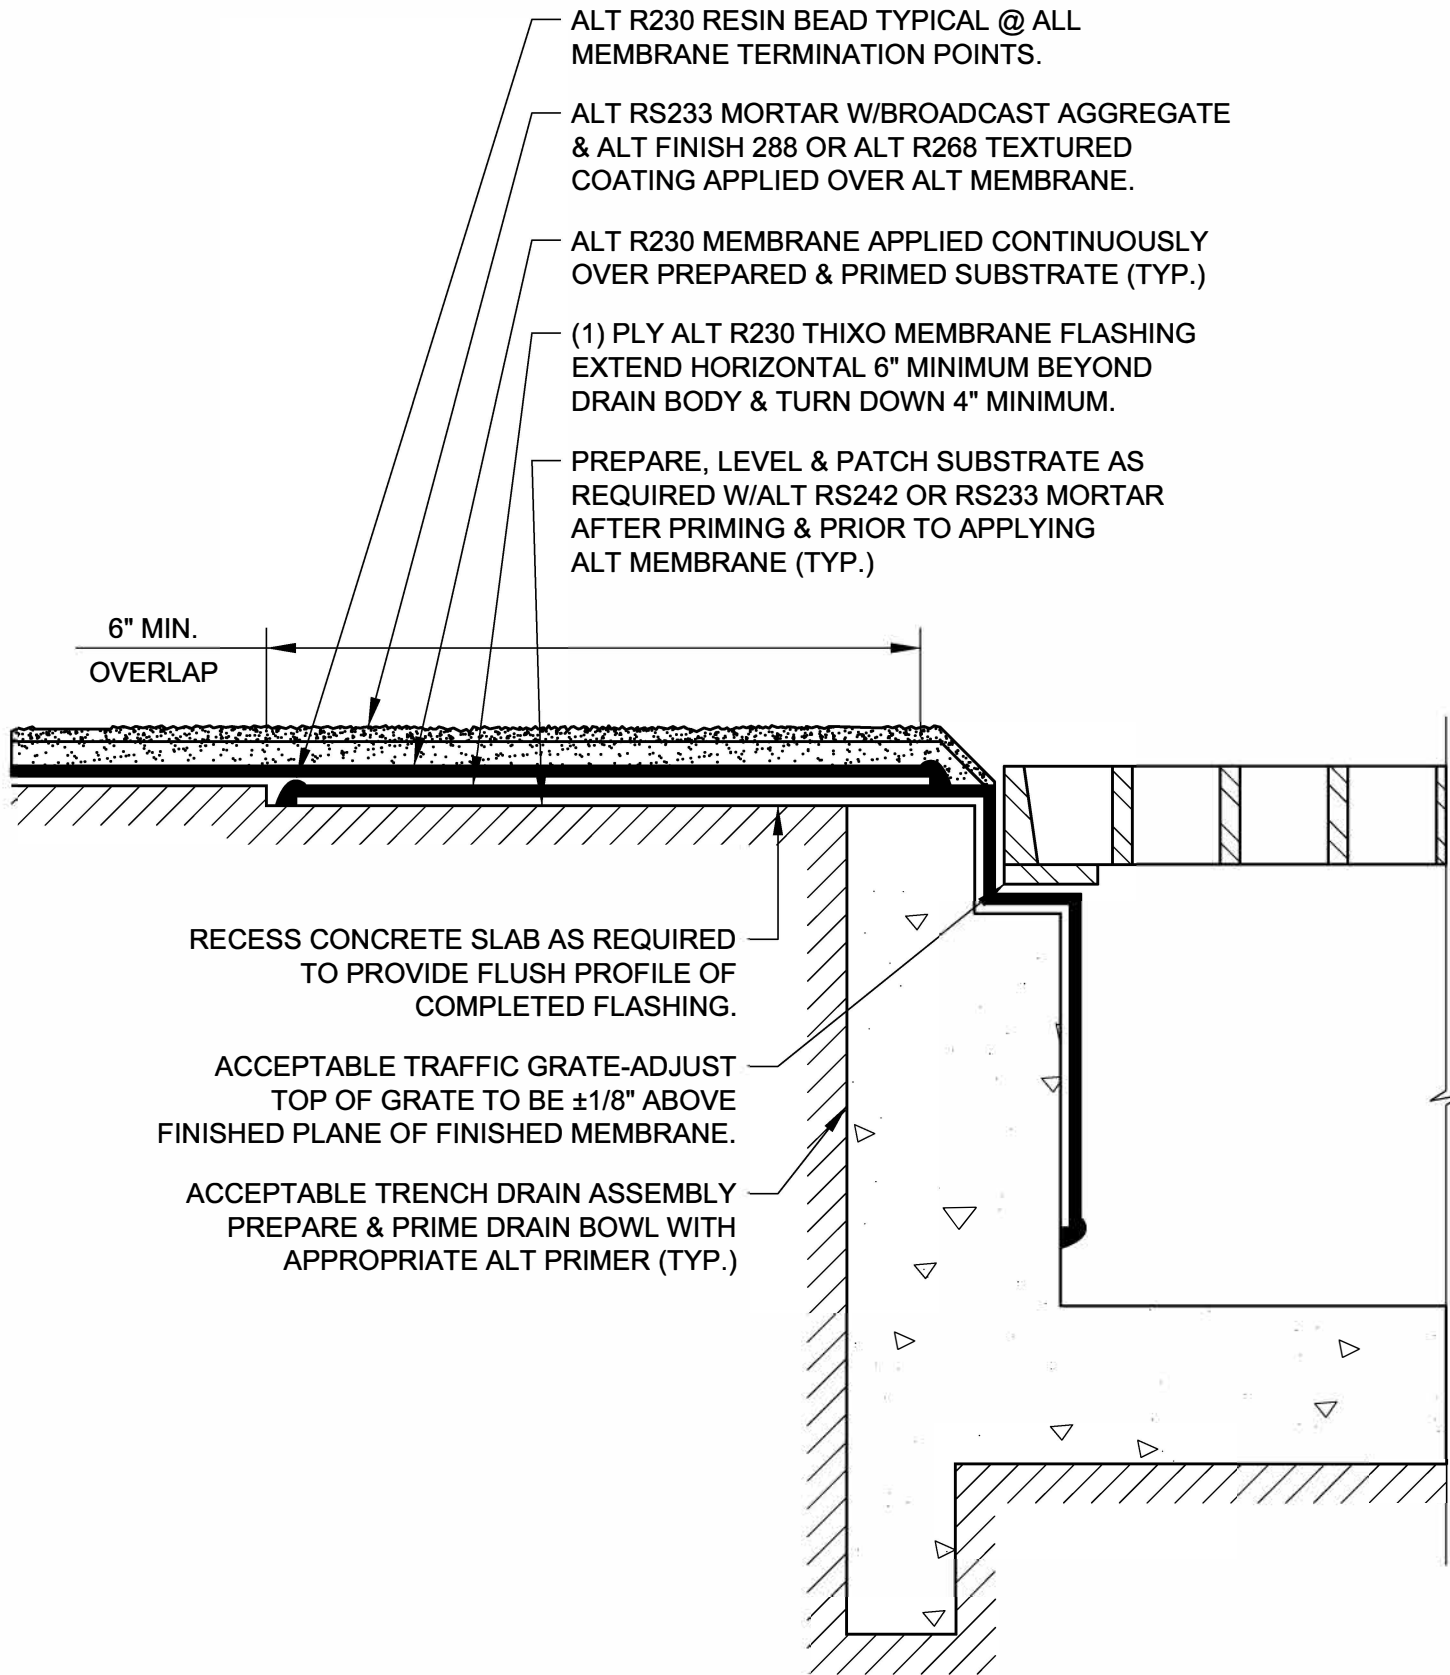 ALT R230 RESIN BEAD TYPICAL @ ALL
MEMBRANE TERMINATION POINTS.
ALT RS233 MORTAR W/BROADCAST AGGREGATE
& ALT FINISH 288 OR ALT R268 TEXTURED
COATING APPLIED OVER ALT MEMBRANE.
ALT R230 MEMBRANE APPLIED CONTINUOUSLY
OVER PREPARED & PRIMED SUBSTRATE (TYP.)
(1) PLY ALT R230 THIXO MEMBRANE FLASHING
EXTEND HORIZONTAL 6" MINIMUM BEYOND
DRAIN BODY & TURN DOWN 4" MINIMUM.
PREPARE, LEVEL & PATCH SUBSTRATE AS
REQUIRED W/ALT RS242 OR RS233 MORTAR
AFTER PRIMING & PRIOR TO APPLYING
ALT MEMBRANE (TYP.)
6" MIN.
OVERLAP
RECESS CONCRETE SLAB AS REQUIRED
TO PROVIDE FLUSH PROFILE OF
COMPLETED FLASHING.
ACCEPTABLE TRAFFIC GRATE-ADJUST
TOP OF GRATE TO BE ±1/8" ABOVE
FINISHED PLANE OF FINISHED MEMBRANE.
ACCEPTABLE TRENCH DRAIN ASSEMBLY
PREPARE & PRIME DRAIN BOWL WITH
APPROPRIATE ALT PRIMER (TYP.)